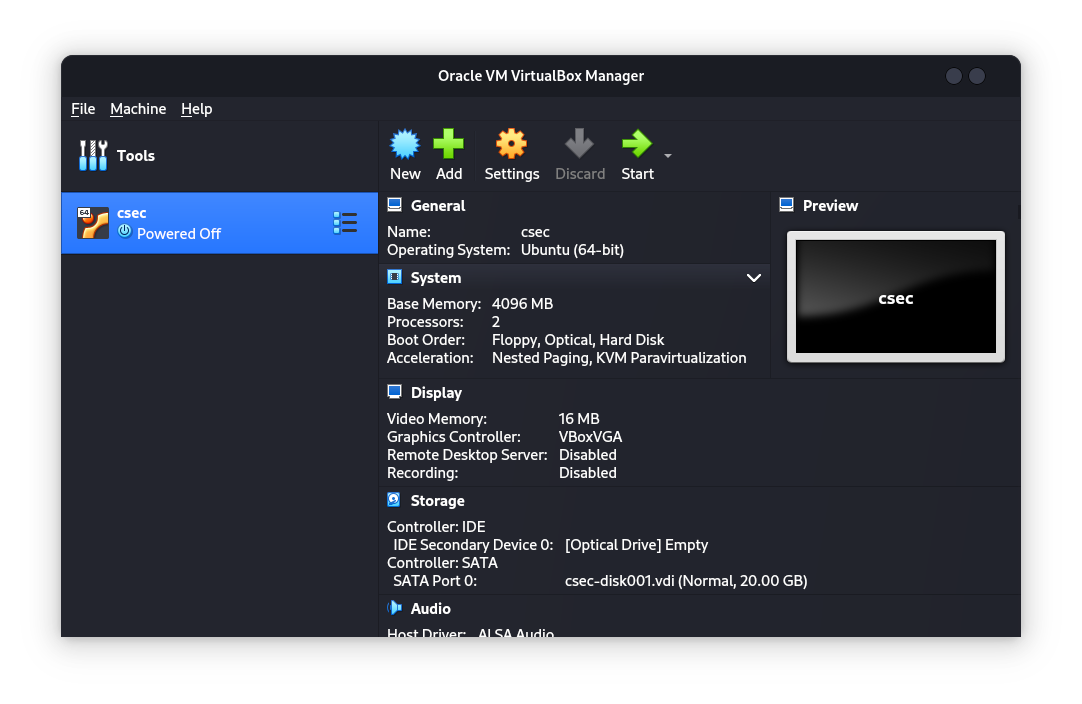 Oracle VM VirtualBox Manager
File Machine Help
Tools
New Add Settings Discard Start
64
csec
Powered Off
General
Name: csec
Operating System: Ubuntu (64-bit)
System
Base Memory: 4096 MB
Processors: 2
Boot Order: Floppy, Optical, Hard Disk
Acceleration: Nested Paging, KVM Paravirtualization
Preview
csec
Display
Video Memory: 16 MB
Graphics Controller: VBoxVGA
Remote Desktop Server: Disabled
Recording: Disabled
Storage
Controller: IDE
IDE Secondary Device 0: [Optical Drive] Empty
Controller: SATA
SATA Port 0: csec-disk001.vdi (Normal, 20.00 GB)
Audio
Host Driver: ALSA Audio